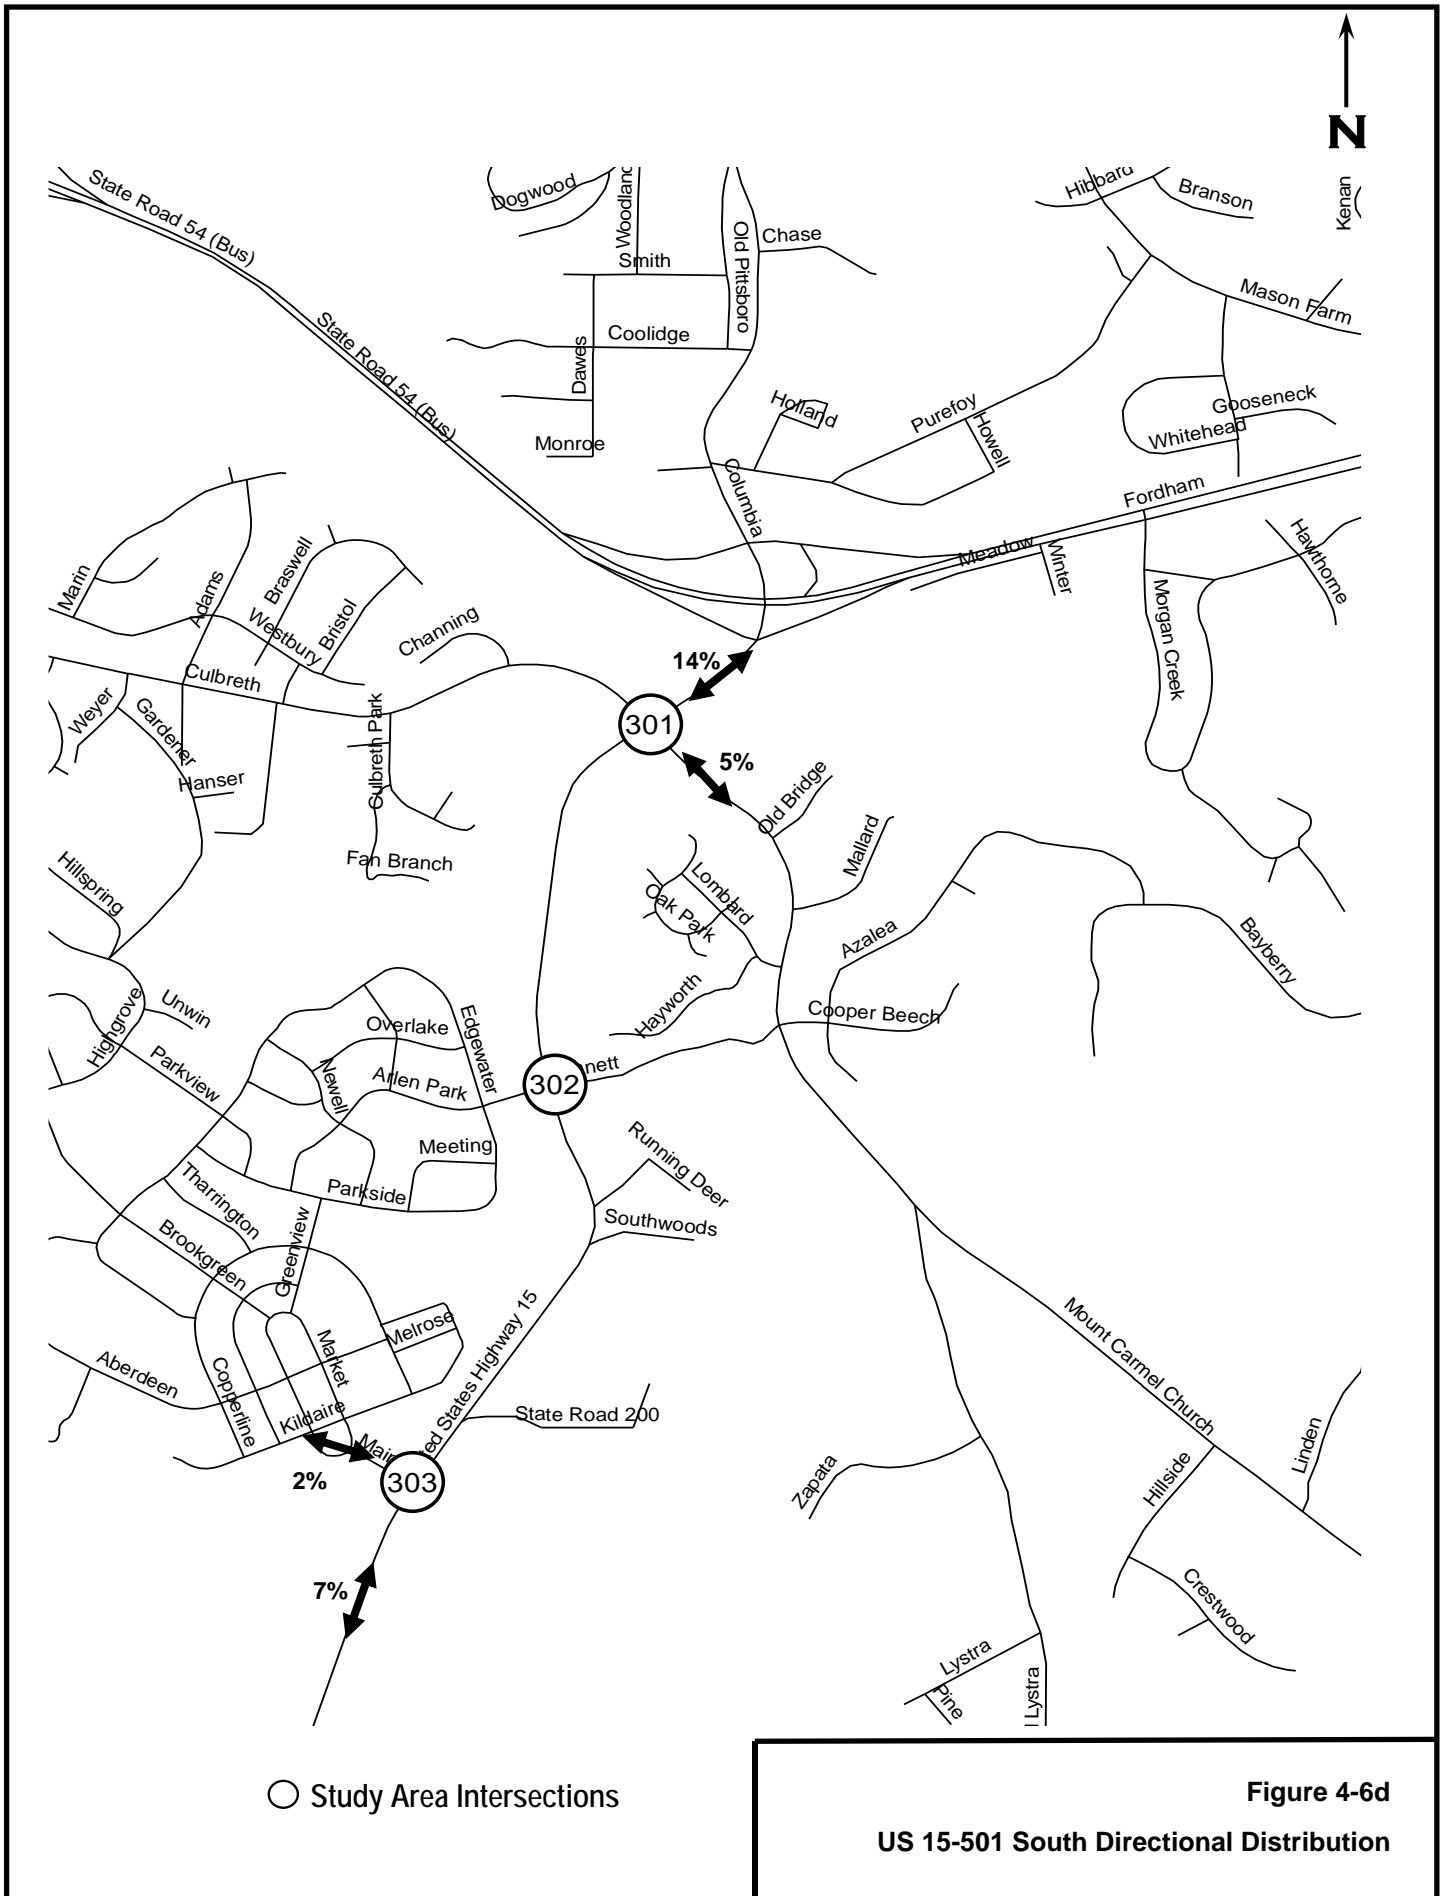 N
State Road 54 (Bus)
Dogwood
Woodland
Old Pittsboro
Chase
Hibbard
Branson
Kenan
Smith
Mason Farm
State Road 54 (Bus)
Coolidge
Dawes
Holland
Purefoy
Howell
Gooseneck
Whitehead
Monroe
Columbia
Fordham
Meadow
Winter
Hawthorne
Marin
Adams
Braswell
Westbury
Bristol
Channing
Morgan Creek
Culbreth
14%
Weyer
Gardener
Culbreth Park
301
Hanser
5%
Old Bridge
Mallard
Fan Branch
Hillspring
Lombard
Oak Park
Azalea
Bayberry
Highgrove
Unwin
Hayworth
Cooper Beech
Overlake
Edgewater
Parkview
Newell
Arlen Park
302
nett
Meeting
Running Deer
Tharrington
Parkside
Southwoods
Brookgreen
Greenview
Market
Melrose
ted States Highway 15
Mount Carmel Church
Aberdeen
Copperline
Kildaire
State Road 200
Main
2%
303
Zapata
Hillside
Linden
7%
Crestwood
Lystra
Pine
Lystra
Study Area Intersections
Figure 4-6d
US 15-501 South Directional Distribution